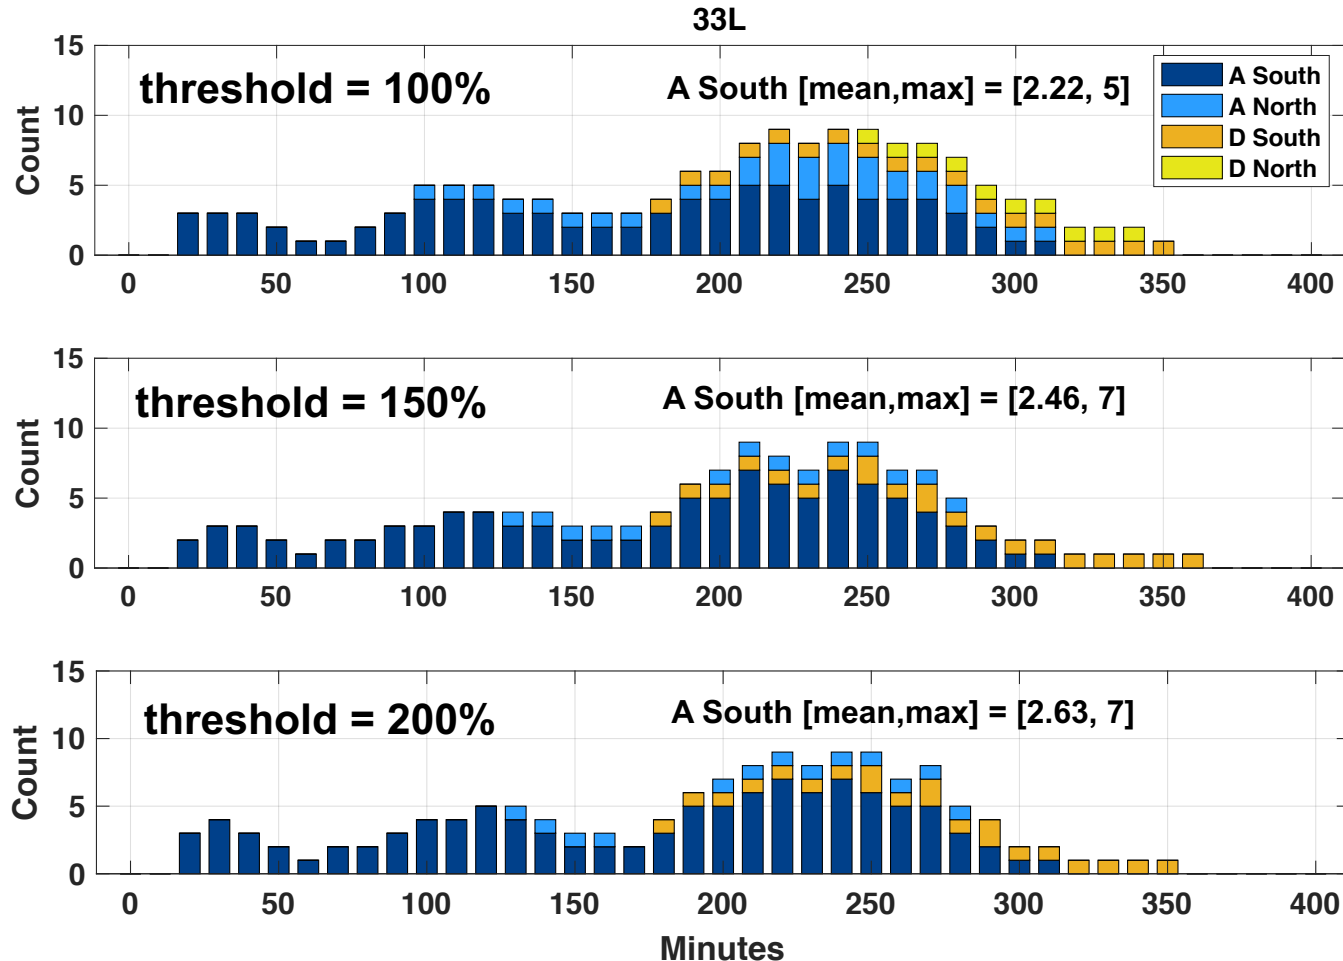 33L
threshold = 100%
A South [mean,max] = [2.22, 5]
A South
A North
D South
D North
Count
15
10
5
0
0 50 100 150 200 250 300 350 400
threshold = 150%
A South [mean,max] = [2.46, 7]
Count
15
10
5
0
0 50 100 150 200 250 300 350 400
threshold = 200%
A South [mean,max] = [2.63, 7]
Count
15
10
5
0
0 50 100 150 200 250 300 350 400
Minutes